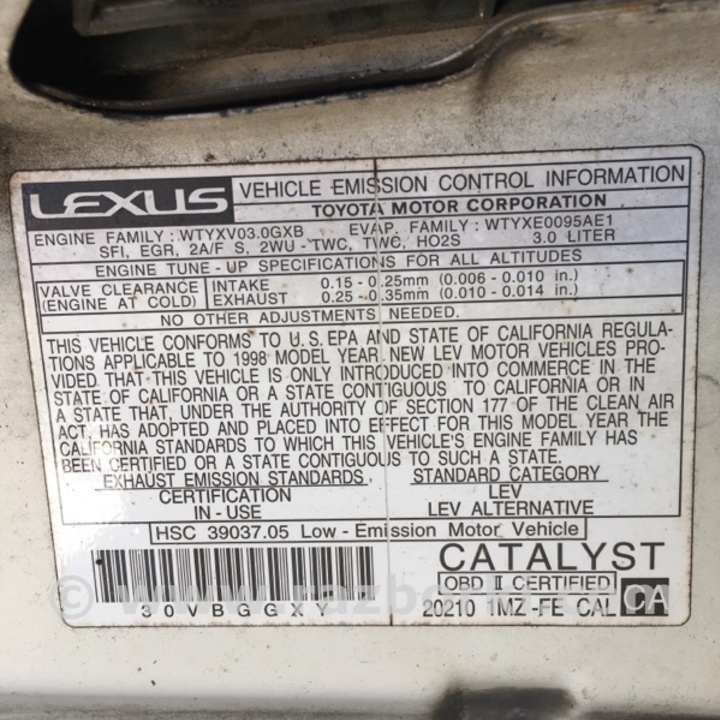 LEXUS VEHICLE EMISSION CONTROL INFORMATION
TOYOTA MOTOR CORPORATION
ENGINE FAMILY : WTYXV03.0GXB EVAP. FAMILY : WTYXE0095AE1
SFI, EGR, 2A/F S, 2WU - TWC, TWC, HO2S 3.0 LITER
ENGINE TUNE - UP SPECIFICATIONS FOR ALL ALTITUDES
VALVE CLEARANCE INTAKE 0.15 - 0.25mm (0.006 - 0.010 in.)
(ENGINE AT COLD) EXHAUST 0.25 - 0.35mm (0.010 - 0.014 in.)
NO OTHER ADJUSTMENTS NEEDED.
THIS VEHICLE CONFORMS TO U.S. EPA AND STATE OF CALIFORNIA REGULA-
TIONS APPLICABLE TO 1998 MODEL YEAR NEW LEV MOTOR VEHICLES PRO-
VIDED THAT THIS VEHICLE IS ONLY INTRODUCED INTO COMMERCE IN THE
STATE OF CALIFORNIA OR A STATE CONTIGUOUS TO CALIFORNIA OR IN
A STATE THAT, UNDER THE AUTHORITY OF SECTION 177 OF THE CLEAN AIR
ACT, HAS ADOPTED AND PLACED INTO EFFECT FOR THIS MODEL YEAR THE
CALIFORNIA STANDARDS TO WHICH THIS VEHICLE'S ENGINE FAMILY HAS
BEEN CERTIFIED OR A STATE CONTIGUOUS TO SUCH A STATE.
EXHAUST EMISSION STANDARDS STANDARD CATEGORY
CERTIFICATION LEV
IN - USE LEV ALTERNATIVE
HSC 39037.05 Low - Emission Motor Vehicle
CATALYST
OBD II CERTIFIED
30VBGGXY 20210 1MZ -FE CAL CA
© www.razborka.com